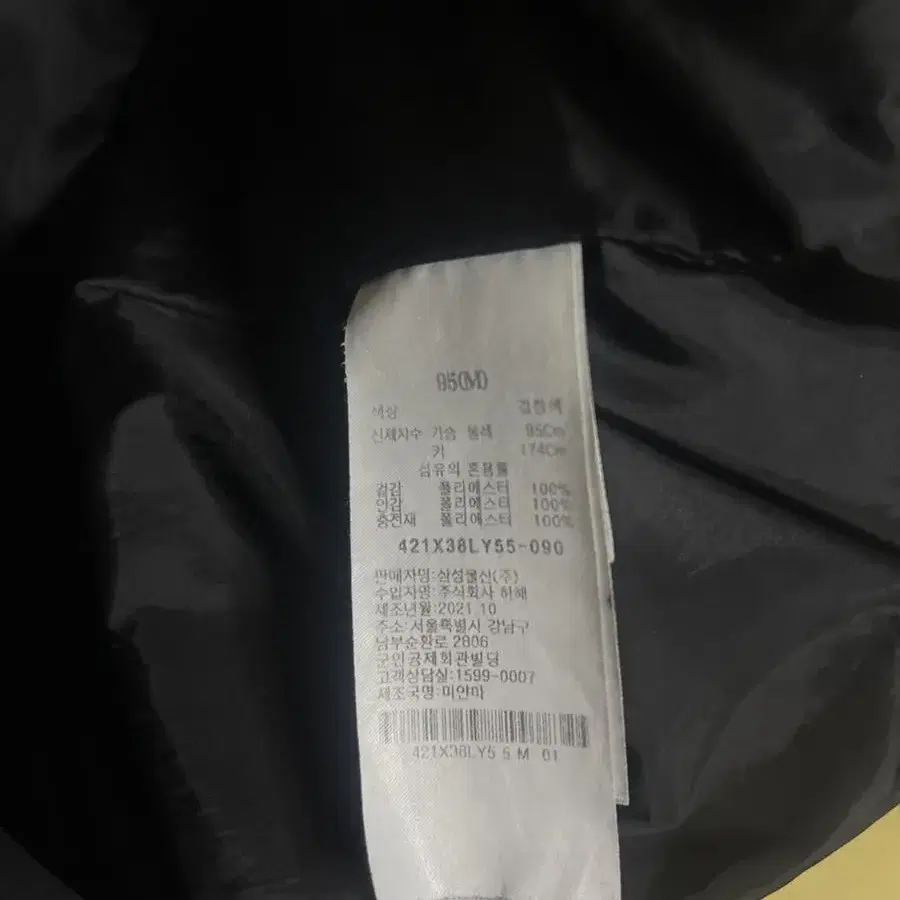 95(M)
색상 검정색
신체치수 가슴 둘레 95Cm
키 174Cm
섬유의 혼용률
겉감 폴리에스터 100%
안감 폴리에스터 100%
충전재 폴리에스터 100%
421X38LY55-090
판매자명:삼성물산(주)
수입자명:주식회사 하해
제조년월:2021.10
주소:서울특별시 강남구
남부순환로 2806
군인공제회관빌딩
고객상담실:1599-0007
제조국명:미얀마
421X38LY5 5 M 01